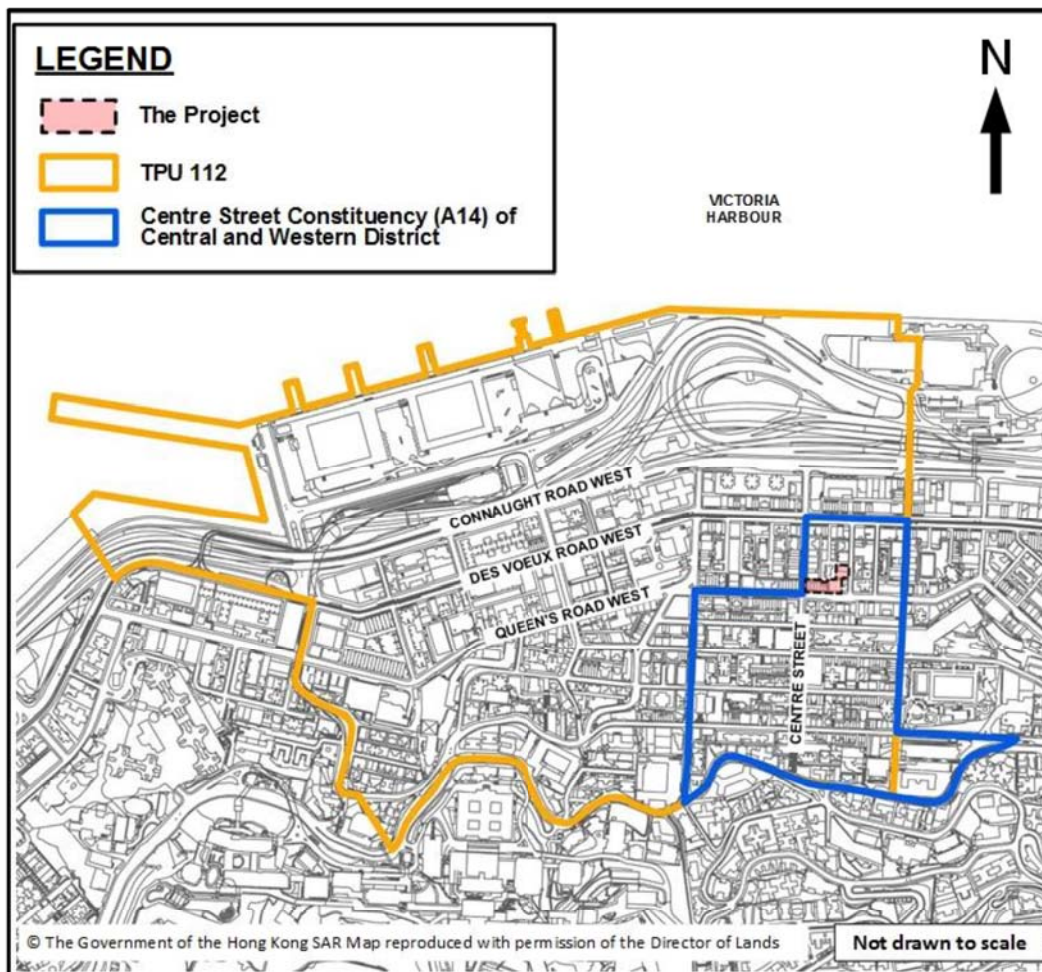 LEGEND
The Project
TPU 112
Centre Street Constituency (A14) of
Central and Western District
N
VICTORIA
HARBOUR
CONNAUGHT ROAD WEST
DES VOEUX ROAD WEST
QUEEN'S ROAD WEST
CENTRE STREET
© The Government of the Hong Kong SAR Map reproduced with permission of the Director of Lands
Not drawn to scale